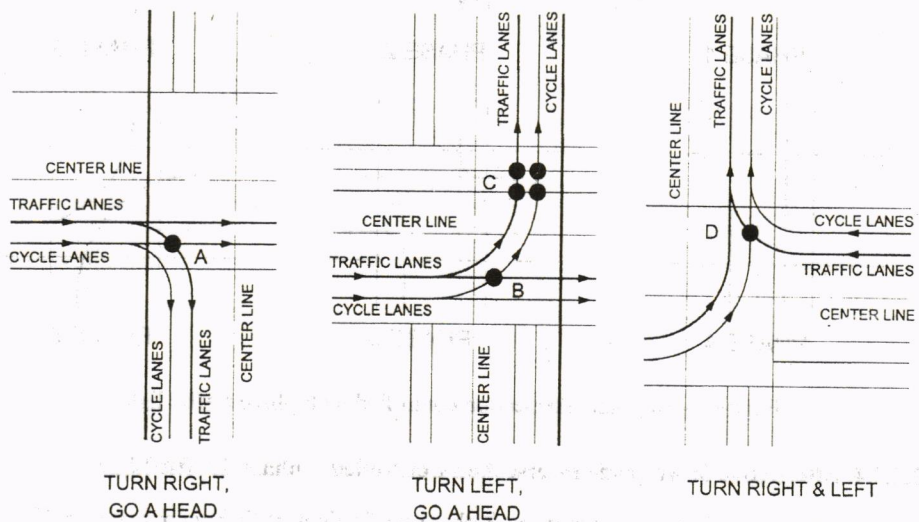 CENTER LINE
TRAFFIC LANES
CYCLE LANES
A
CYCLE LANES
TRAFFIC LANES
CENTER LINE
TURN RIGHT,
GO A HEAD
TRAFFIC LANES
CYCLE LANES
C
CENTER LINE
TRAFFIC LANES
B
CYCLE LANES
CENTER LINE
TURN LEFT,
GO A HEAD
CENTER LINE
TRAFFIC LANES
CYCLE LANES
D
CYCLE LANES
TRAFFIC LANES
CENTER LINE
TURN RIGHT & LEFT